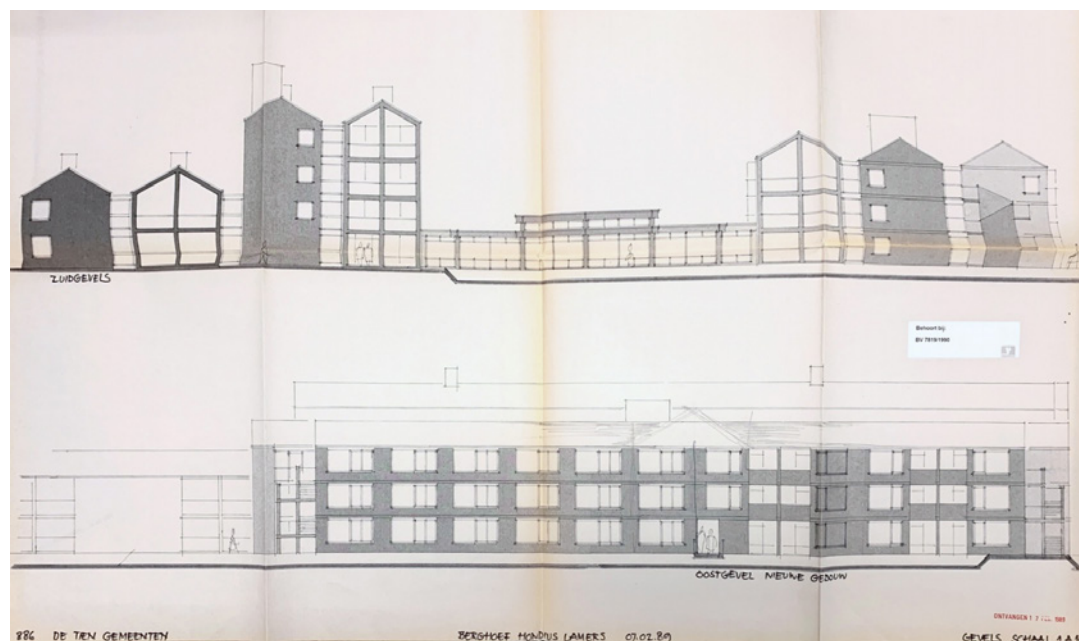 ZUIDGEVELS
Behoort bij:
BV 7919/1990
OOSTGEVEL NIEUWE GEBOUW
ONTVANGEN 1
886 DE TIEN GEMEENTEN
BERGHOEF HONDIUS LAMERS 07.02.89
GEVELS SCHAAL